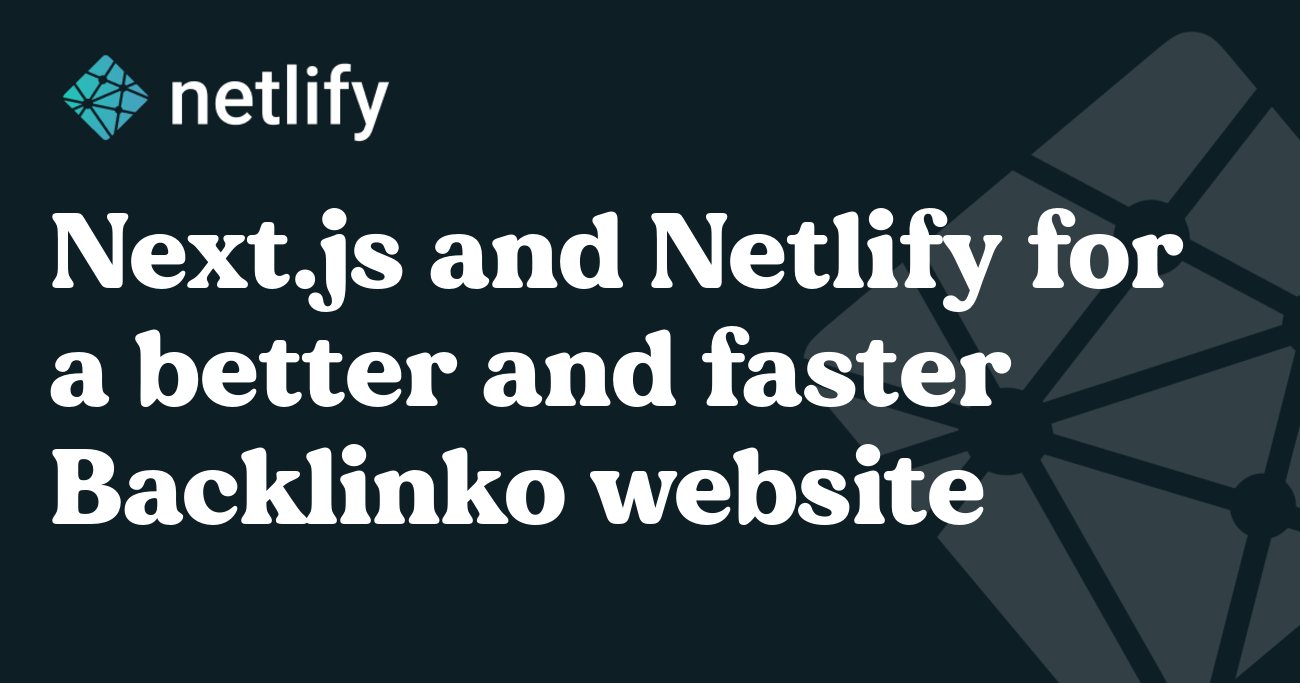 netlify
Next.js and Netlify for
a better and faster
Backlinko website